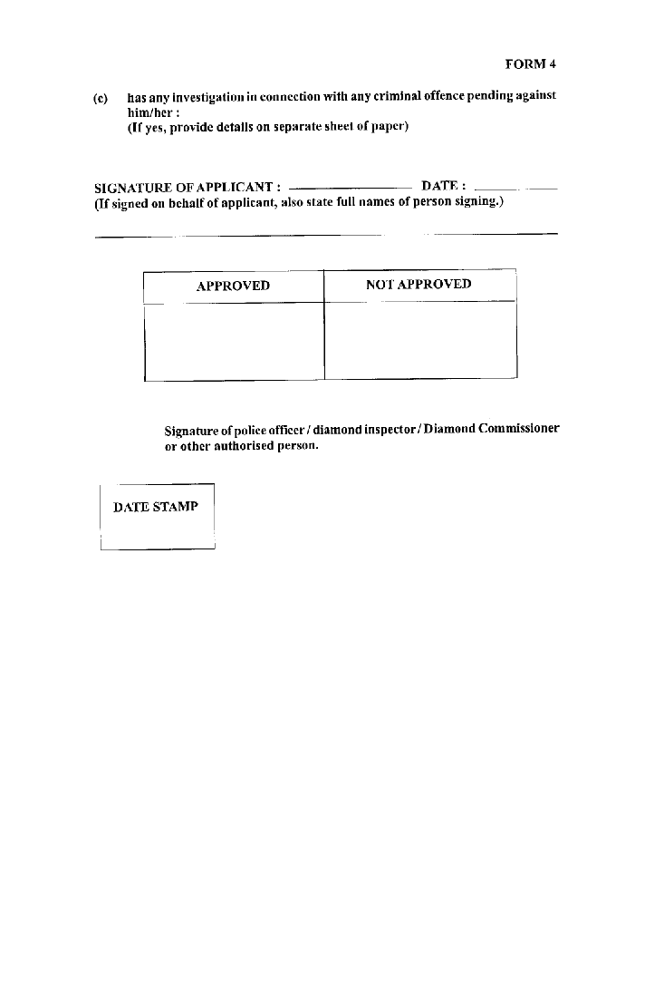 FORM 4
(c) has any investigation in connection with any criminal offence pending against
him/her :
(If yes, provide details on separate sheet of paper)
SIGNATURE OF APPLICANT : DATE :
(If signed on behalf of applicant, also state full names of person signing.)
APPROVED NOT APPROVED
Signature of police officer / diamond inspector / Diamond Commissioner
or other authorised person.
DATE STAMP